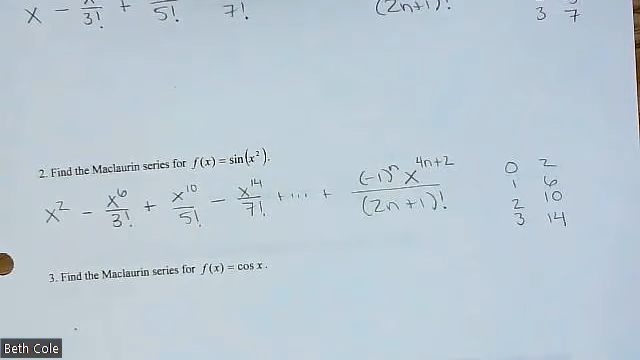 x - x/3! + 5! 7! (2n+1)! 3 7
2. Find the Maclaurin series for f(x) = sin(x²).
x² - x⁶/3! + x¹⁰/5! - x¹⁴/7! + ... + (-1)ⁿ x⁴ⁿ⁺²/(2n+1)!
0 2
1 6
2 10
3 14
3. Find the Maclaurin series for f(x) = cos x.
Beth Cole